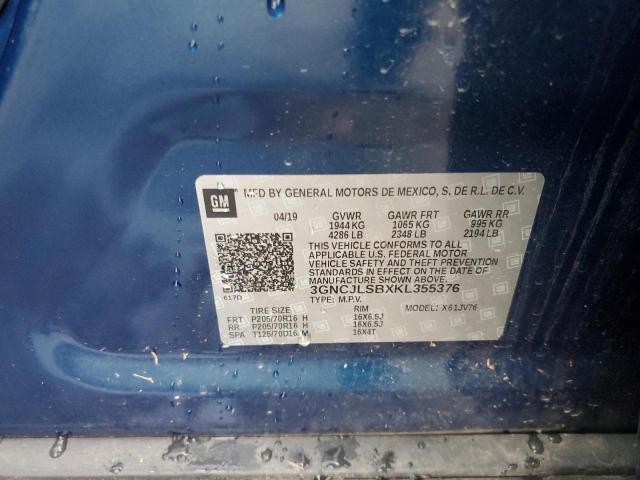 GM MFD BY GENERAL MOTORS DE MEXICO, S. DE R.L. DE C.V.
04/19 GVWR GAWR FRT GAWR RR
1944 KG 1065 KG 995 KG
4286 LB 2348 LB 2194 LB
THIS VEHICLE CONFORMS TO ALL
APPLICABLE U.S. FEDERAL MOTOR
VEHICLE SAFETY AND THEFT PREVENTION
STANDARDS IN EFFECT ON THE DATE OF
MANUFACTURE SHOWN ABOVE.
3GNCJLSBXKL355376
617D TYPE: M.P.V. MODEL: X61JV76
TIRE SIZE RIM
FRT P205/70R16 H 16X6.5J
RR P205/70R16 H 16X6.5J
SPA T125/70D16 M 16X4T